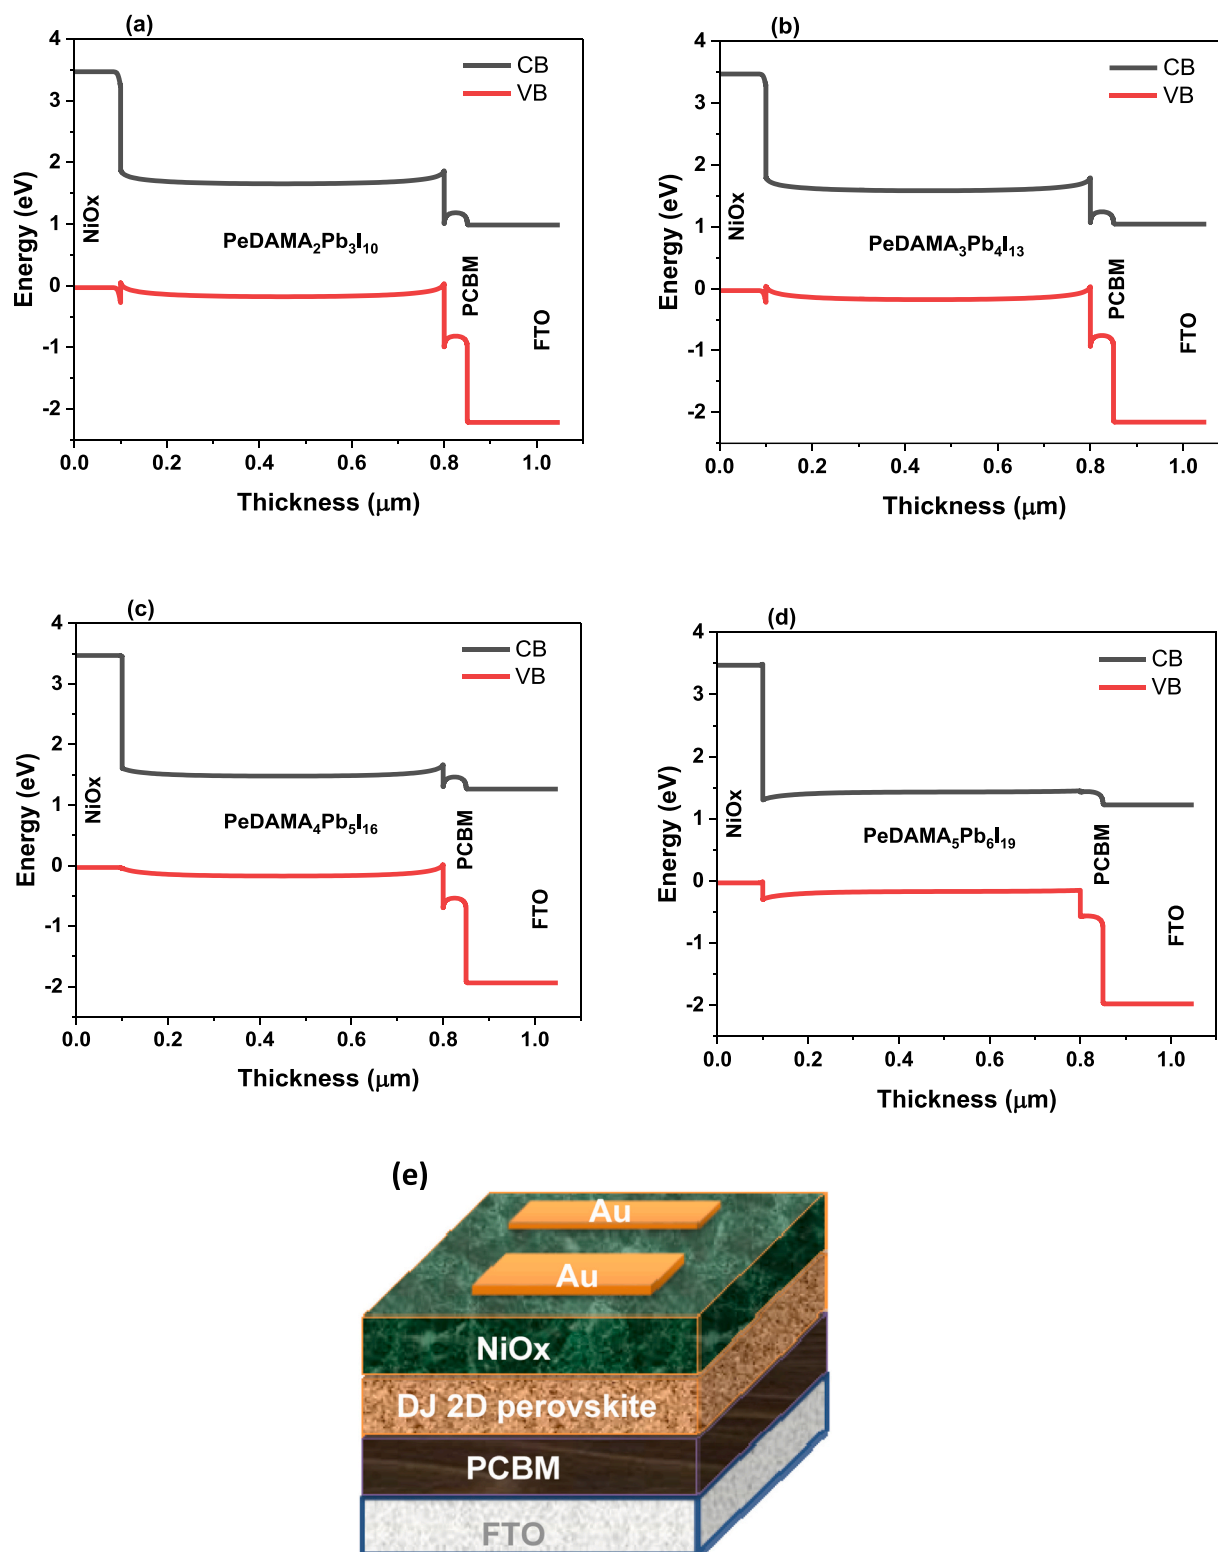 (a)
4
3
2
1
0
-1
-2
Energy (eV)
CB
VB
NiOx
PeDAMA₂Pb₃I₁₀
PCBM
FTO
0.0 0.2 0.4 0.6 0.8 1.0
Thickness (μm)
(b)
4
3
2
1
0
-1
-2
Energy (eV)
CB
VB
NiOx
PeDAMA₃Pb₄I₁₃
PCBM
FTO
0.0 0.2 0.4 0.6 0.8 1.0
Thickness (μm)
(c)
4
3
2
1
0
-1
-2
Energy (eV)
CB
VB
NiOx
PeDAMA₄Pb₅I₁₆
PCBM
FTO
0.0 0.2 0.4 0.6 0.8 1.0
Thickness (μm)
(d)
4
3
2
1
0
-1
-2
Energy (eV)
CB
VB
NiOx
PeDAMA₅Pb₆I₁₉
PCBM
FTO
0.0 0.2 0.4 0.6 0.8 1.0
Thickness (μm)
(e)
Au
Au
NiOx
DJ 2D perovskite
PCBM
FTO